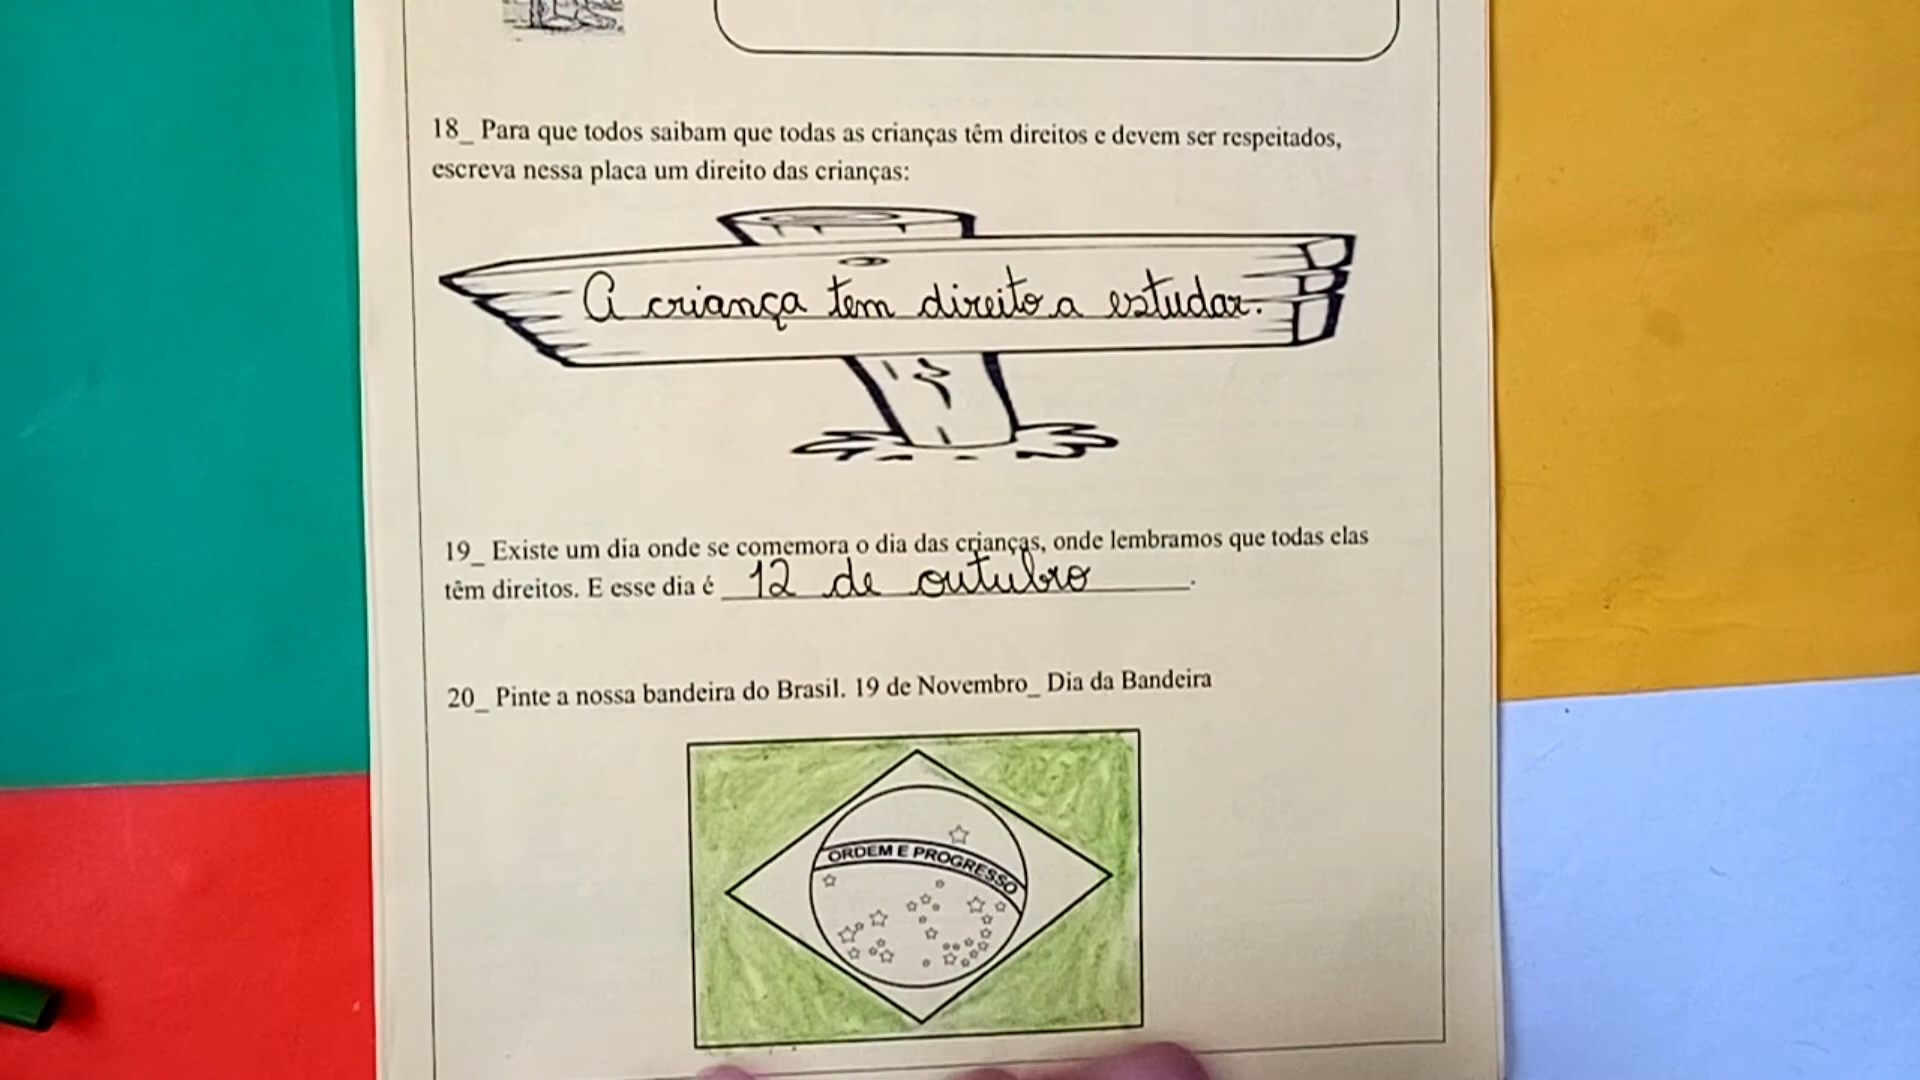 18_ Para que todos saibam que todas as crianças têm direitos e devem ser respeitados,
escreva nessa placa um direito das crianças:
A criança tem direito a estudar.
19_ Existe um dia onde se comemora o dia das crianças, onde lembramos que todas elas
têm direitos. E esse dia é 12 de outubro.
20_ Pinte a nossa bandeira do Brasil. 19 de Novembro_ Dia da Bandeira
ORDEM E PROGRESSO